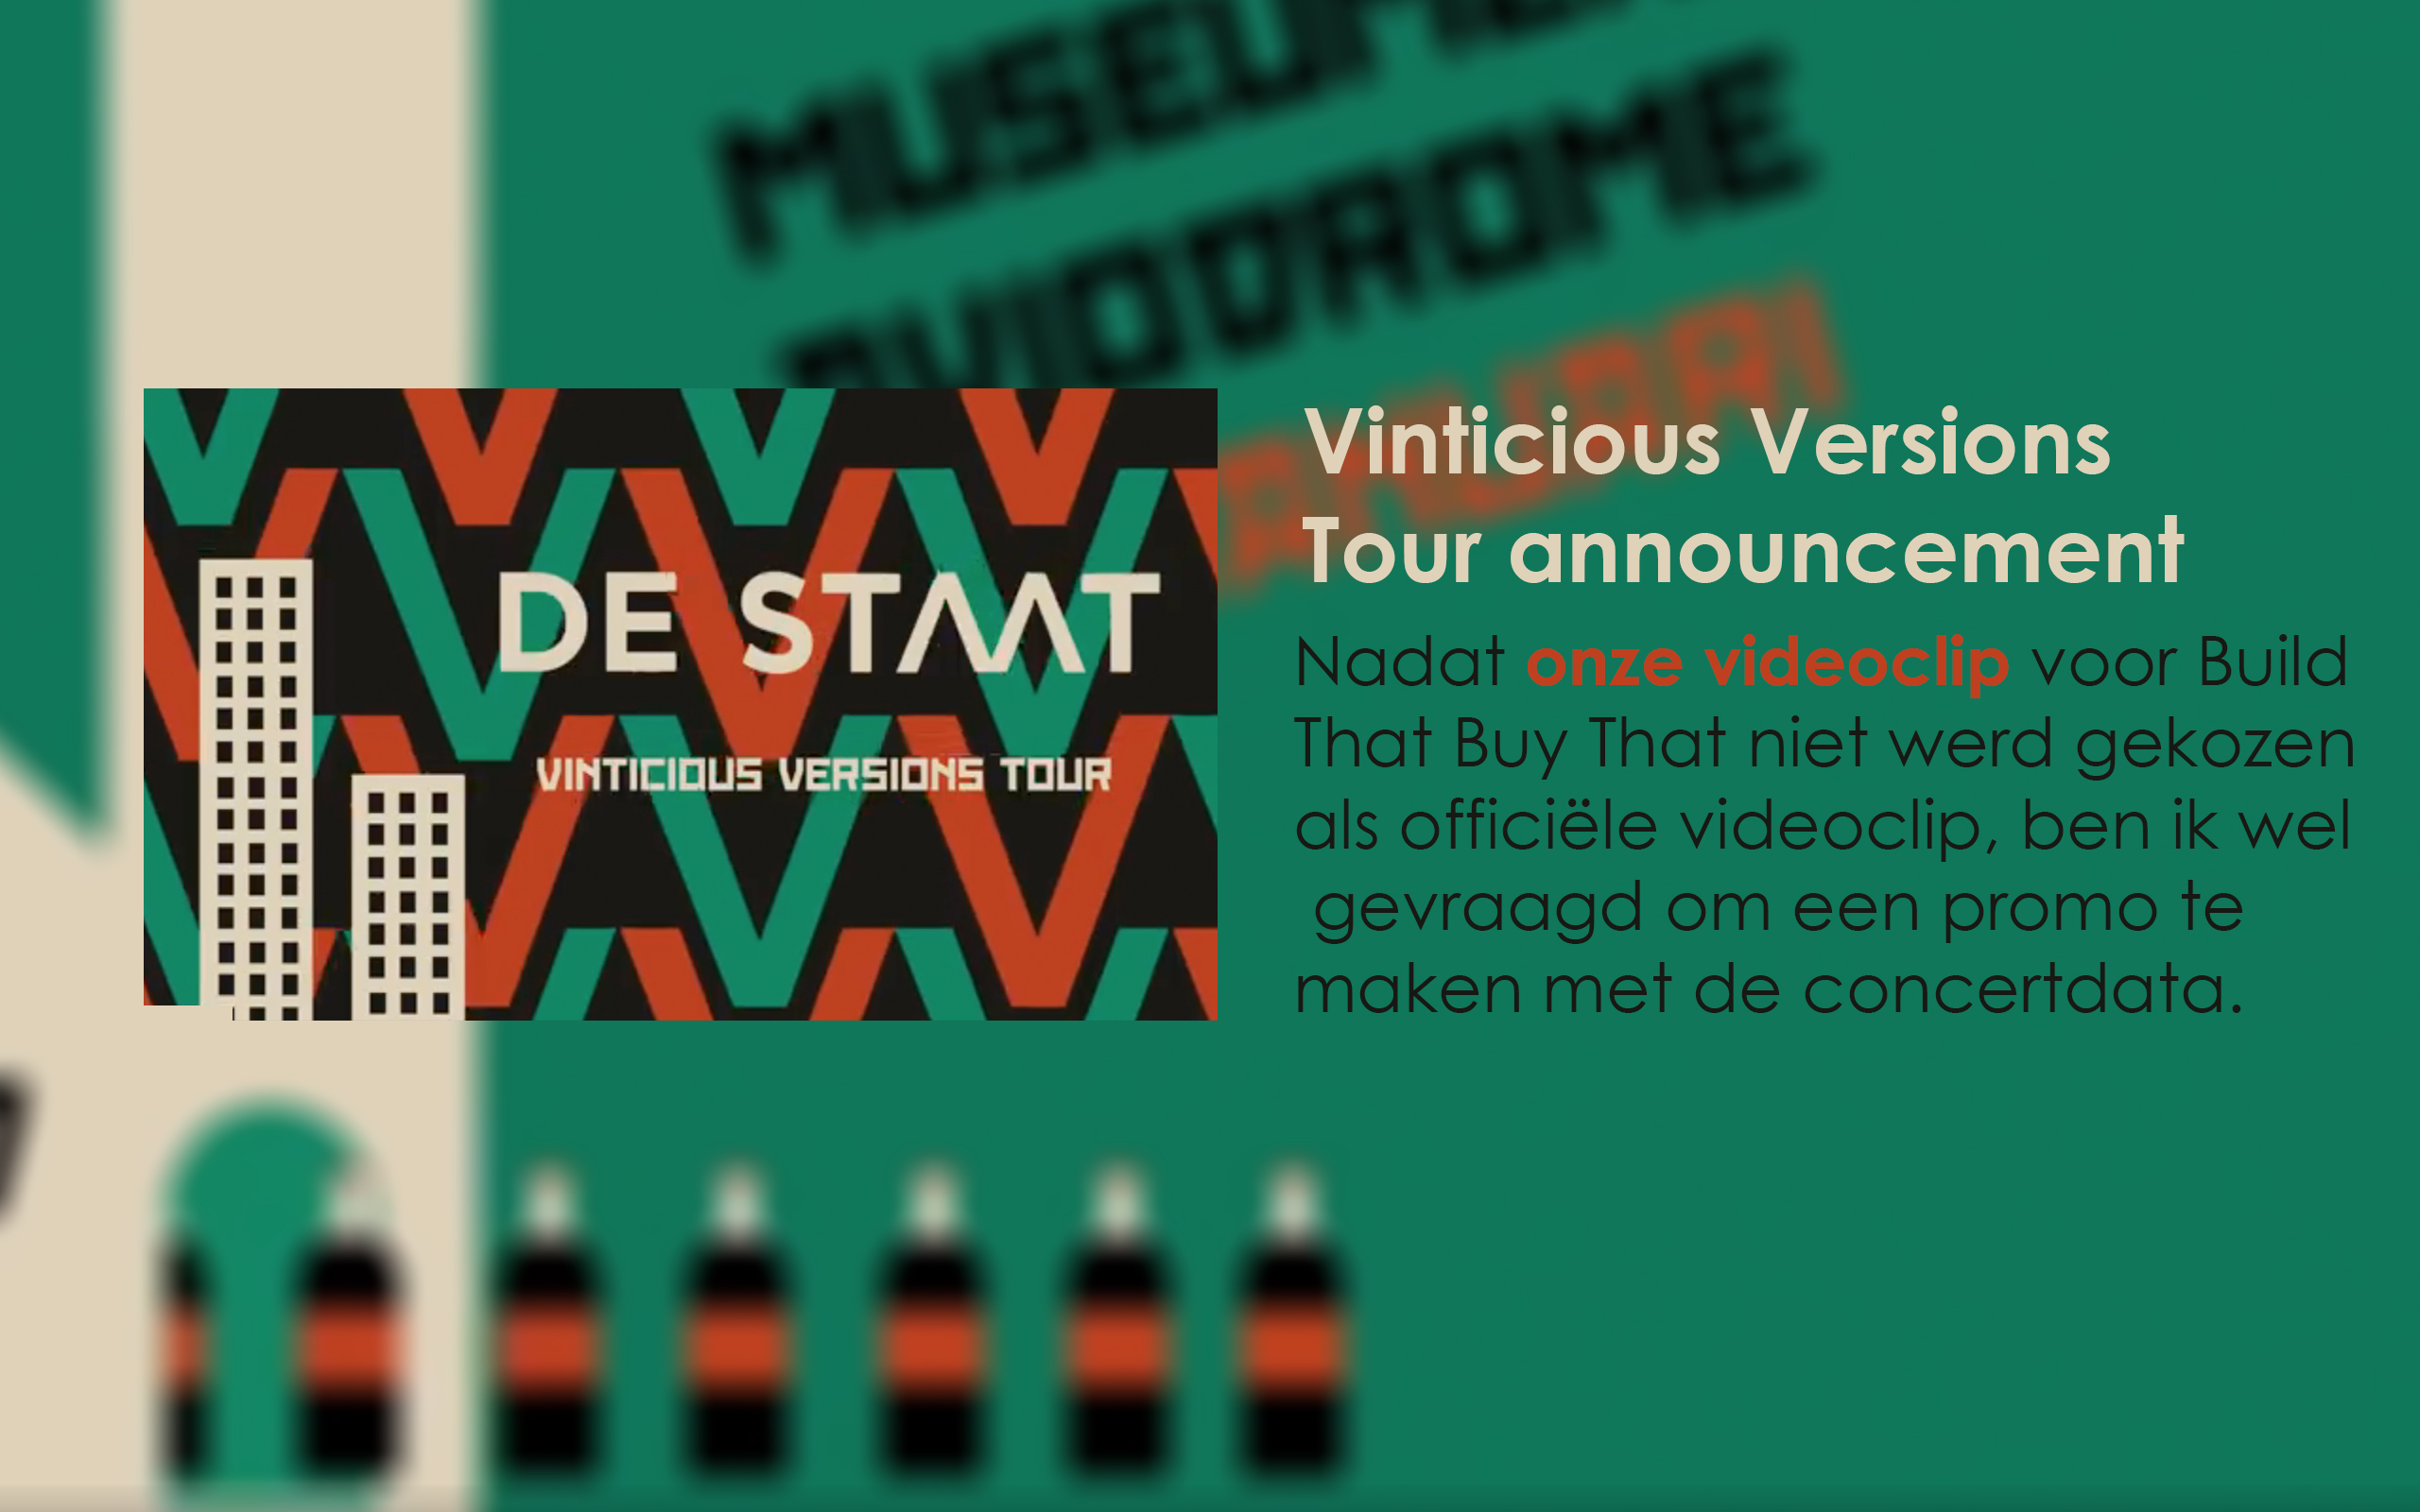 AVIODROME
DE STAAT
VINTICIOUS VERSIONS TOUR
Vinticious Versions
Tour announcement
Nadat onze videoclip voor Build
That Buy That niet werd gekozen
als officiële videoclip, ben ik wel
gevraagd om een promo te
maken met de concertdata.